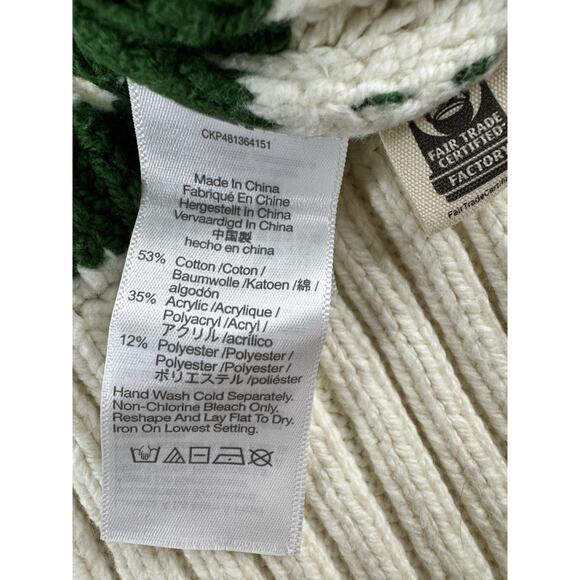 CKP481364151
Made In China
Fabriqué En Chine
Hergestellt In China
Vervaardigd In China
中国製
hecho en china
53% Cotton /Coton /
Baumwolle /Katoen /綿 /
algodón
35% Acrylic /Acrylique /
Polyacryl /Acryl /
アクリル /acrílico
12% Polyester /Polyester /
Polyester /Polyester /
ポリエステル /poliéster
Hand Wash Cold Separately.
Non-Chlorine Bleach Only.
Reshape And Lay Flat To Dry.
Iron On Lowest Setting.
FAIR TRADE
CERTIFIED
FACTORY